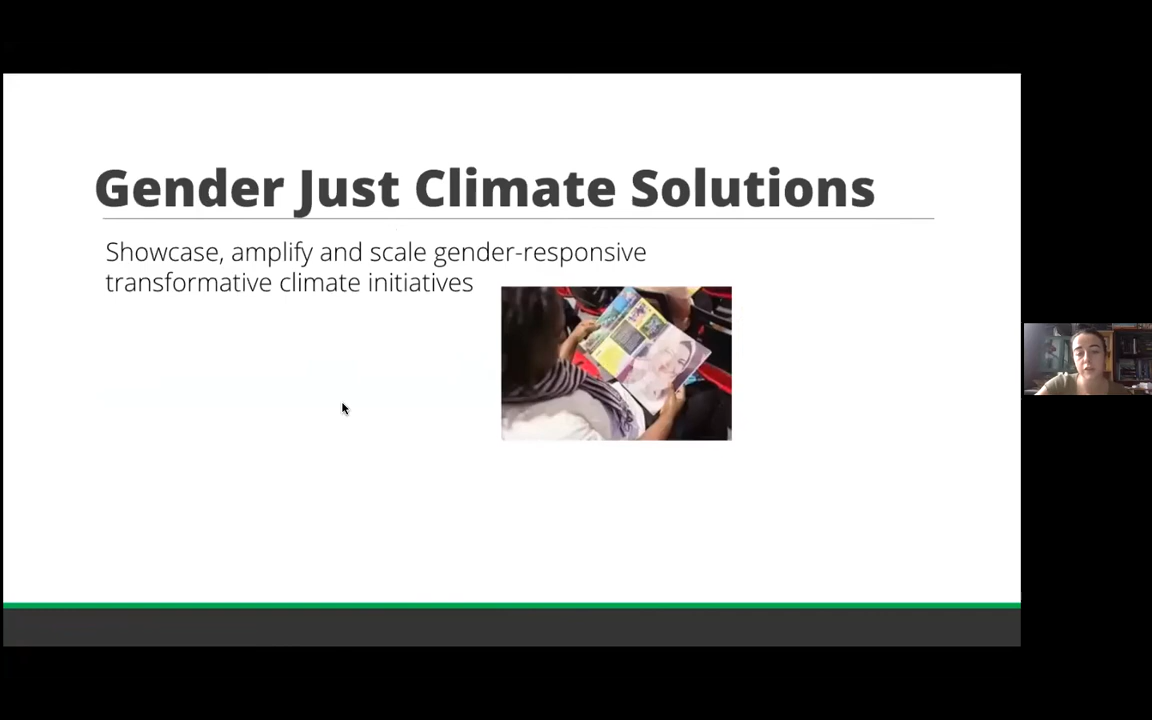 Gender Just Climate Solutions
Showcase, amplify and scale gender-responsive
transformative climate initiatives